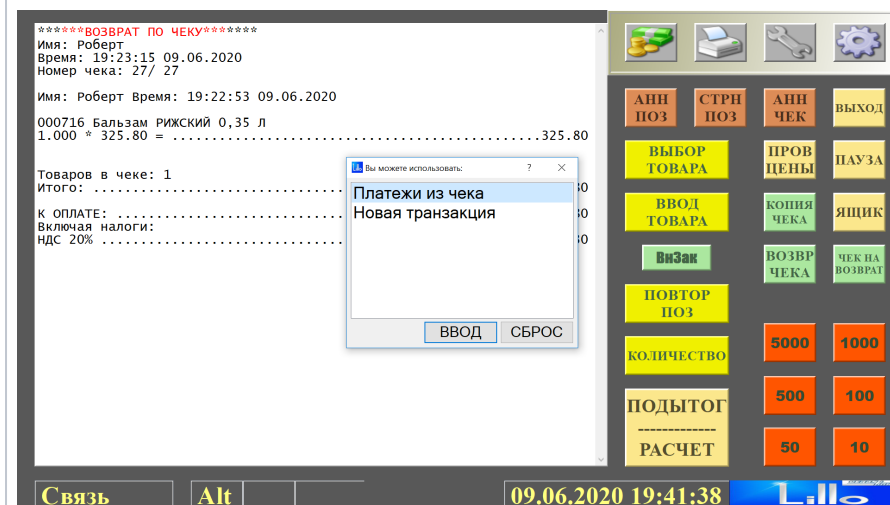 ******ВОЗВРАТ ПО ЧЕКУ*******
Имя: Роберт
Время: 19:23:15 09.06.2020
Номер чека: 27/ 27
Имя: Роберт Время: 19:22:53 09.06.2020
000716 Бальзам РИЖСКИЙ 0,35 Л
1.000 * 325.80 = ............................................325.80
Товаров в чеке: 1
Итого: ................................0
К ОПЛАТЕ: .............................0
Включая налоги:
НДС 20% ...............................0
Lillo Вы можете использовать: ? ×
Платежи из чека
Новая транзакция
ВВОД СБРОС
АНН ПОЗ
СТРН ПОЗ
АНН ЧЕК
ВЫХОД
ВЫБОР ТОВАРА
ПРОВ ЦЕНЫ
ПАУЗА
ВВОД ТОВАРА
КОПИЯ ЧЕКА
ЯЩИК
ВнЗак
ВОЗВР ЧЕКА
ЧЕК НА ВОЗВРАТ
ПОВТОР ПОЗ
КОЛИЧЕСТВО
5000 1000
ПОДЫТОГ
-------------
РАСЧЕТ
500 100
50 10
Связь Alt 09.06.2020 19:41:38 Lillo